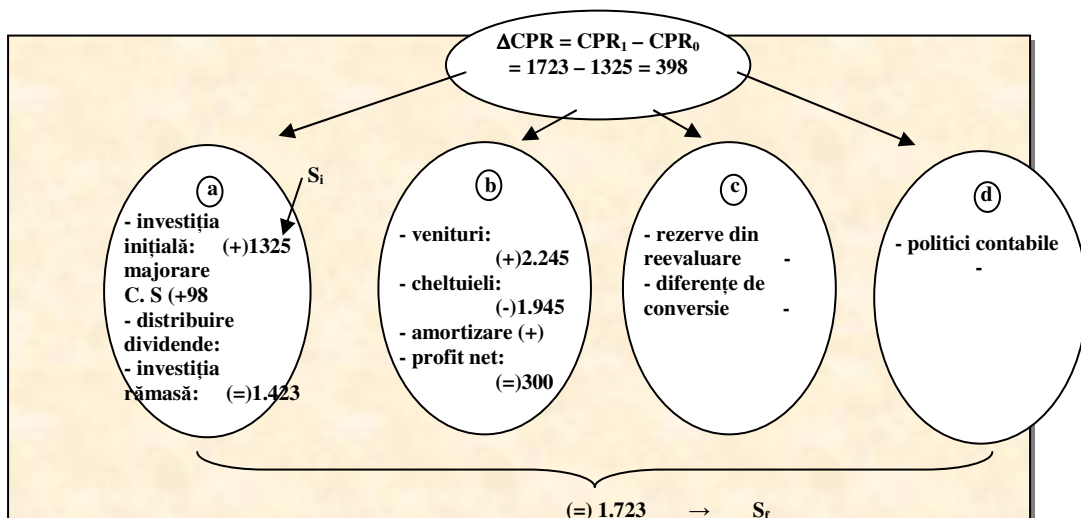 ΔCPR = CPR₁ – CPR₀
= 1723 – 1325 = 398
a
Sᵢ
- investiția
inițială: (+)1325
majorare
C. S (+98
- distribuire
dividende:
- investiția
rămasă: (=)1.423
b
- venituri:
(+)2.245
- cheltuieli:
(-)1.945
- amortizare (+)
- profit net:
(=)300
c
- rezerve din
reevaluare -
- diferențe de
conversie -
d
- politici contabile
-
(=) 1.723 → S_f